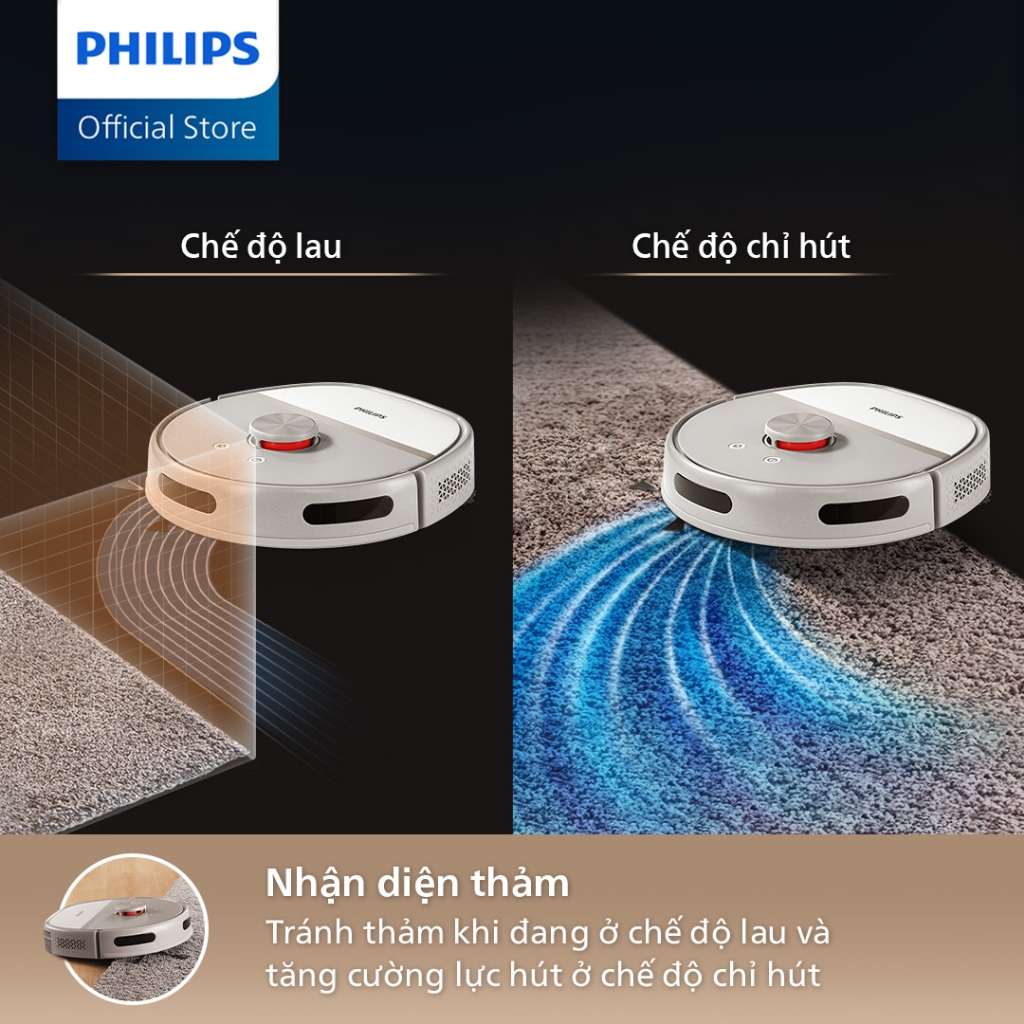 PHILIPS
Official Store
Chế độ lau
Chế độ chỉ hút
PHILIPS
PHILIPS
Nhận diện thảm
Tránh thảm khi đang ở chế độ lau và
tăng cường lực hút ở chế độ chỉ hút